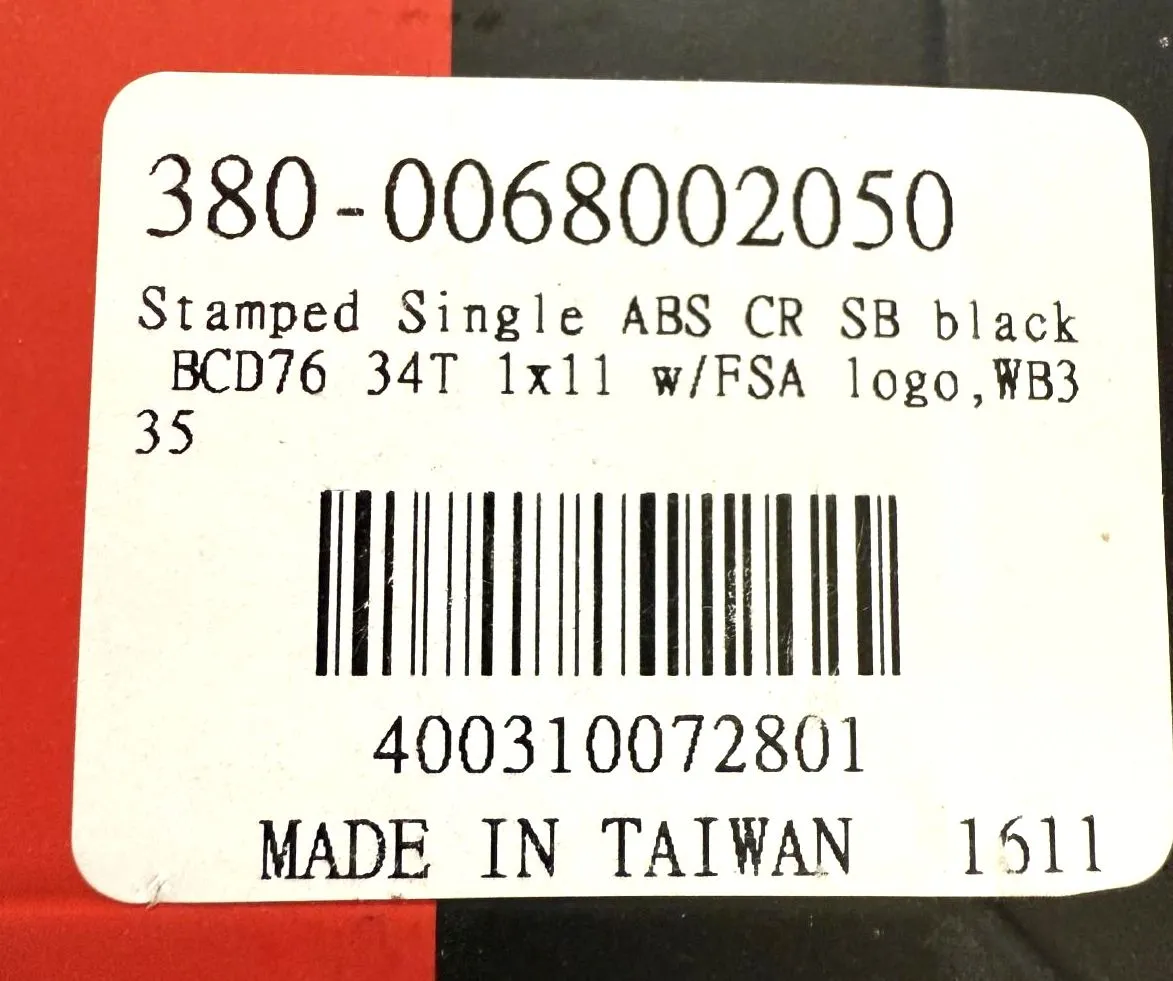 380-0068002050
Stamped Single ABS CR SB black
BCD76 34T 1x11 w/FSA logo,WB3
35
400310072801
MADE IN TAIWAN 1611